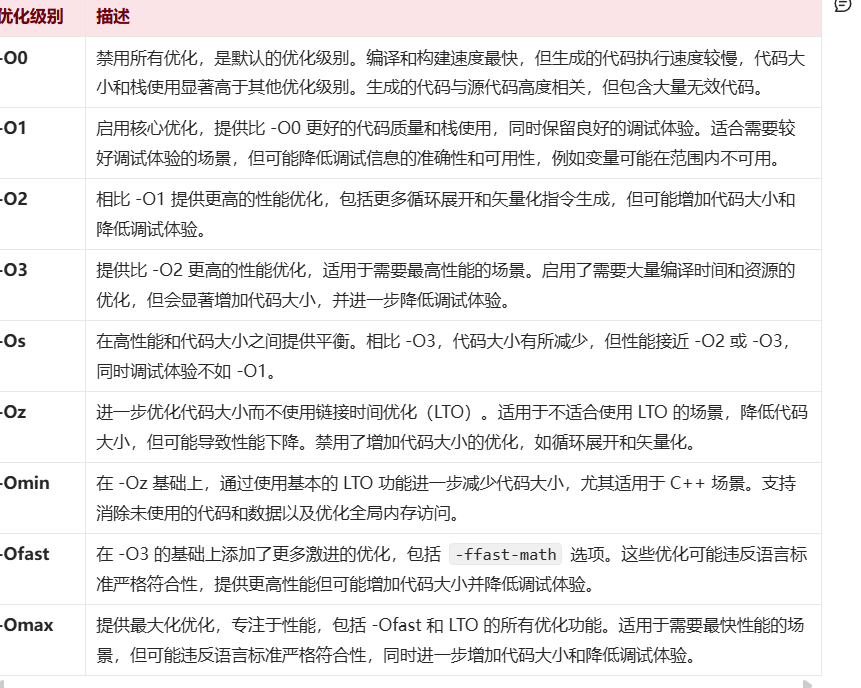 优化级别 描述
-O0 禁用所有优化，是默认的优化级别。编译和构建速度最快，但生成的代码执行速度较慢，代码大
小和栈使用显著高于其他优化级别。生成的代码与源代码高度相关，但包含大量无效代码。
-O1 启用核心优化，提供比 -O0 更好的代码质量和栈使用，同时保留良好的调试体验。适合需要较
好调试体验的场景，但可能降低调试信息的准确性和可用性，例如变量可能在范围内不可用。
-O2 相比 -O1 提供更高的性能优化，包括更多循环展开和矢量化指令生成，但可能增加代码大小和
降低调试体验。
-O3 提供比 -O2 更高的性能优化，适用于需要最高性能的场景。启用了需要大量编译时间和资源的
优化，但会显著增加代码大小，并进一步降低调试体验。
-Os 在高性能和代码大小之间提供平衡。相比 -O3，代码大小有所减少，但性能接近 -O2 或 -O3，
同时调试体验不如 -O1。
-Oz 进一步优化代码大小而不使用链接时间优化（LTO）。适用于不适合使用 LTO 的场景，降低代码
大小，但可能导致性能下降。禁用了增加代码大小的优化，如循环展开和矢量化。
-Omin 在 -Oz 基础上，通过使用基本的 LTO 功能进一步减少代码大小，尤其适用于 C++ 场景。支持
消除未使用的代码和数据以及优化全局内存访问。
-Ofast 在 -O3 的基础上添加了更多激进的优化，包括 -ffast-math 选项。这些优化可能违反语言标
准严格符合性，提供更高性能但可能增加代码大小并降低调试体验。
-Omax 提供最大化优化，专注于性能，包括 -Ofast 和 LTO 的所有优化功能。适用于需要最快性能的场
景，但可能违反语言标准严格符合性，同时进一步增加代码大小和降低调试体验。